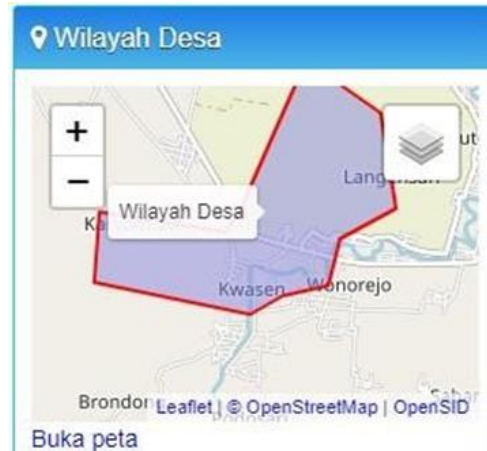 Wilayah Desa
+
−
Wilayah Desa
Kwasen
Wonorejo
Leaflet | © OpenStreetMap | OpenSID
Buka peta